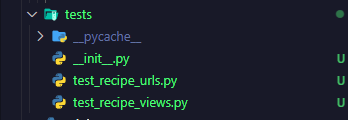 tests
__pycache__
__init__.py U
test_recipe_urls.py U
test_recipe_views.py U